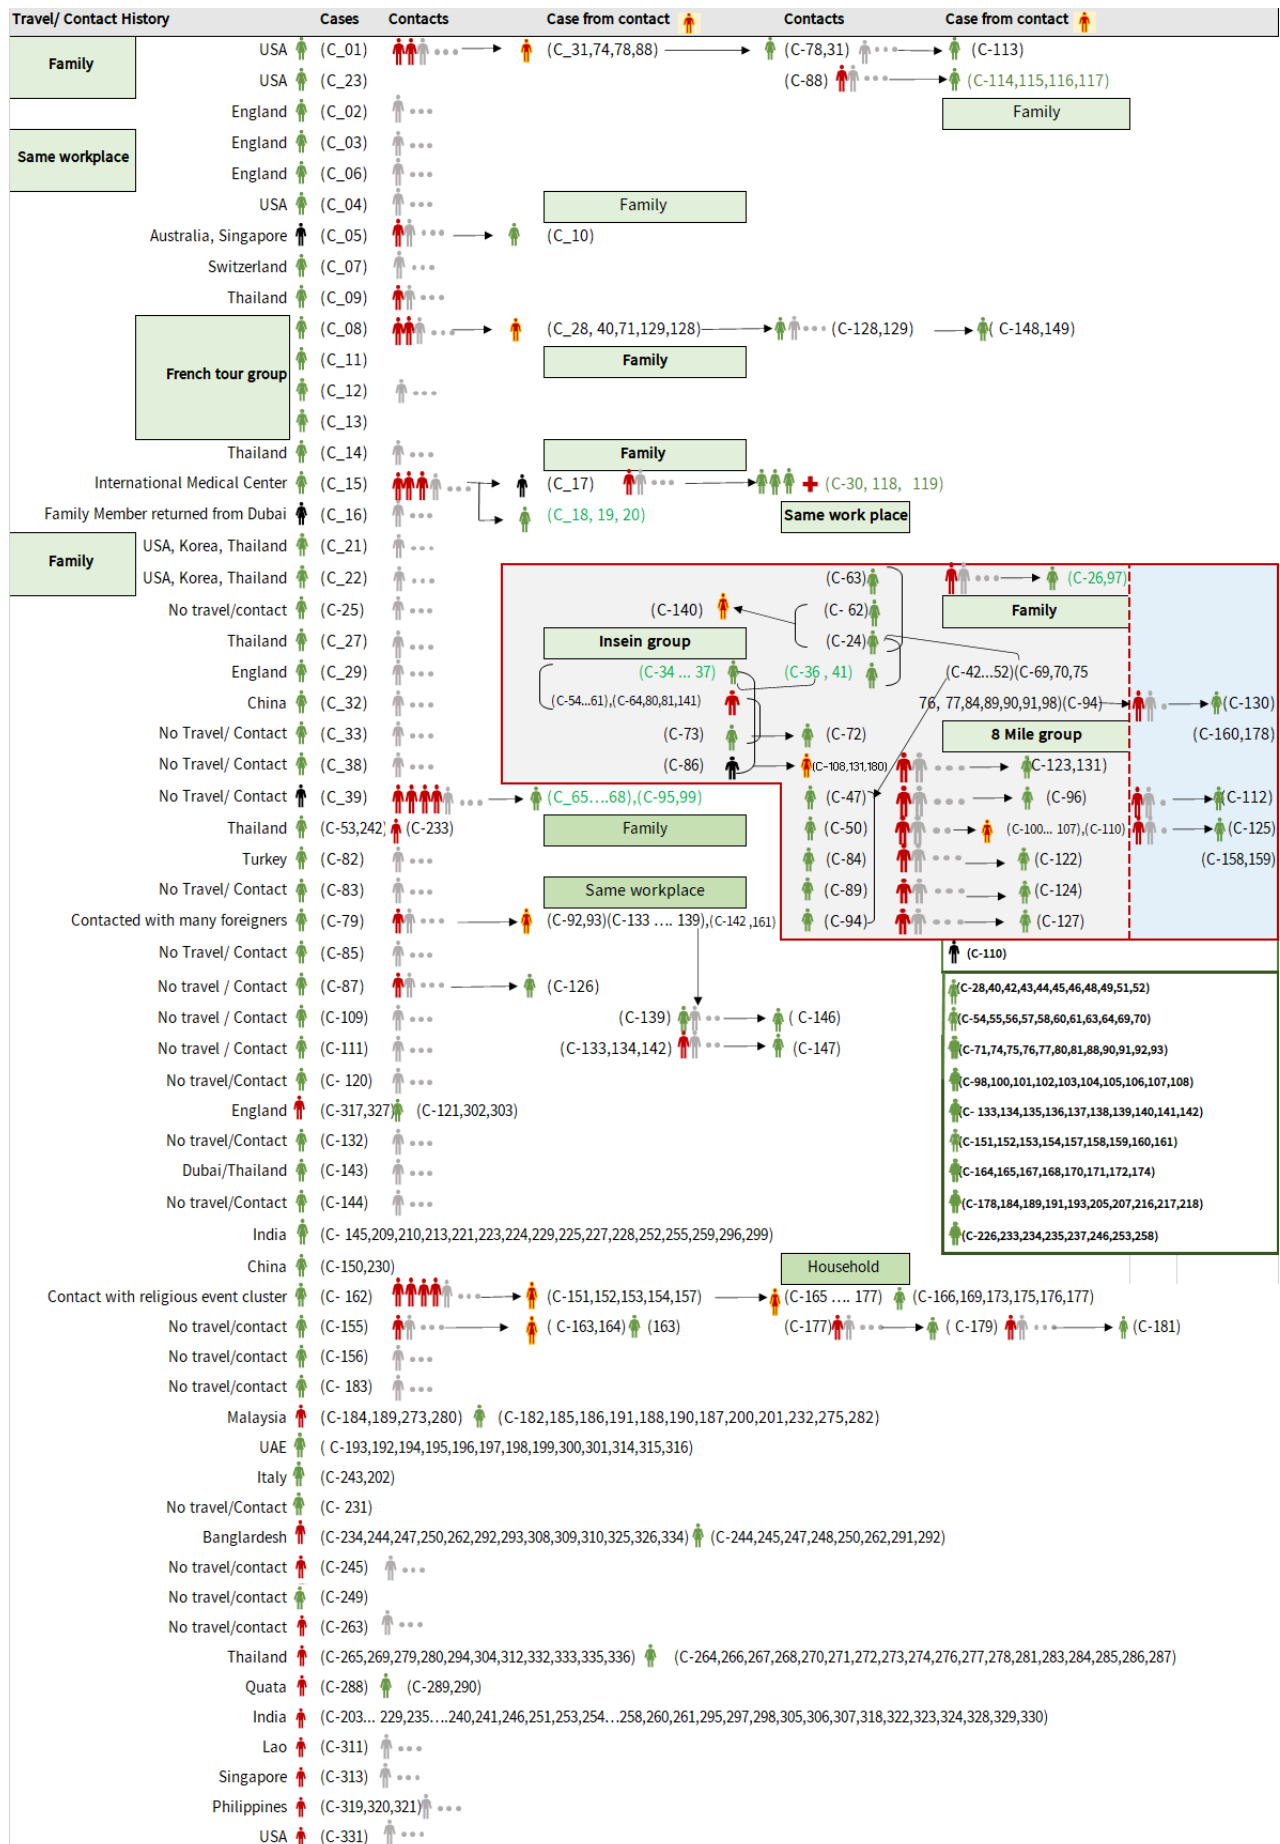 Travel/ Contact History Cases Contacts Case from contact Contacts Case from contact
Family
USA (C_01) (C_31,74,78,88) (C-78,31) (C-113)
USA (C_23) (C-88) (C-114,115,116,117)
England (C_02) Family
Same workplace
England (C_03)
England (C_06)
USA (C_04) Family
Australia, Singapore (C_05) (C_10)
Switzerland (C_07)
Thailand (C_09)
French tour group
(C_08) (C_28, 40,71,129,128) (C-128,129) ( C-148,149)
(C_11) Family
(C_12)
(C_13)
Thailand (C_14) Family
International Medical Center (C_15) (C_17) (C-30, 118, 119)
Family Member returned from Dubai (C_16) (C_18, 19, 20) Same work place
Family
USA, Korea, Thailand (C_21)
USA, Korea, Thailand (C_22) (C-63) (C-26,97)
No travel/contact (C-25) (C-140) (C- 62) Family
Thailand (C_27) Insein group (C-24)
England (C_29) (C-34 ... 37) (C-36 , 41) (C-42...52)(C-69,70,75
China (C_32) (C-54...61),(C-64,80,81,141) 76, 77,84,89,90,91,98)(C-94) (C-130)
No Travel/ Contact (C_33) (C-73) (C-72) 8 Mile group (C-160,178)
No Travel/ Contact (C_38) (C-86) (C-108,131,180) (C-123,131)
No Travel/ Contact (C_39) (C_65....68),(C-95,99) (C-47) (C-96) (C-112)
Thailand (C-53,242) (C-233) Family (C-50) (C-100... 107),(C-110) (C-125)
Turkey (C-82) (C-84) (C-122) (C-158,159)
No Travel/ Contact (C-83) Same workplace (C-89) (C-124)
Contacted with many foreigners (C-79) (C-92,93)(C-133 .... 139),(C-142 ,161) (C-94) (C-127)
No Travel/ Contact (C-85) (C-110)
No travel / Contact (C-87) (C-126) (C-28,40,42,43,44,45,46,48,49,51,52)
No travel / Contact (C-109) (C-139) ( C-146) (C-54,55,56,57,58,60,61,63,64,69,70)
No travel / Contact (C-111) (C-133,134,142) (C-147) (C-71,74,75,76,77,80,81,88,90,91,92,93)
No travel/Contact (C- 120) (C-98,100,101,102,103,104,105,106,107,108)
England (C-317,327) (C-121,302,303) (C- 133,134,135,136,137,138,139,140,141,142)
No travel/Contact (C-132) (C-151,152,153,154,157,158,159,160,161)
Dubai/Thailand (C-143) (C-164,165,167,168,170,171,172,174)
No travel/Contact (C-144) (C-178,184,189,191,193,205,207,216,217,218)
India (C- 145,209,210,213,221,223,224,229,225,227,228,252,255,259,296,299) (C-226,233,234,235,237,246,253,258)
China (C-150,230) Household
Contact with religious event cluster (C- 162) (C-151,152,153,154,157) (C-165 .... 177) (C-166,169,173,175,176,177)
No travel/contact (C-155) ( C-163,164) (163) (C-177) ( C-179) (C-181)
No travel/contact (C-156)
No travel/contact (C- 183)
Malaysia (C-184,189,273,280) (C-182,185,186,191,188,190,187,200,201,232,275,282)
UAE ( C-193,192,194,195,196,197,198,199,300,301,314,315,316)
Italy (C-243,202)
No travel/Contact (C- 231)
Banglardesh (C-234,244,247,250,262,292,293,308,309,310,325,326,334) (C-244,245,247,248,250,262,291,292)
No travel/contact (C-245)
No travel/contact (C-249)
No travel/contact (C-263)
Thailand (C-265,269,279,280,294,304,312,332,333,335,336) (C-264,266,267,268,270,271,272,273,274,276,277,278,281,283,284,285,286,287)
Quata (C-288) (C-289,290)
India (C-203... 229,235....240,241,246,251,253,254...258,260,261,295,297,298,305,306,307,318,322,323,324,328,329,330)
Lao (C-311)
Singapore (C-313)
Philippines (C-319,320,321)
USA (C-331)